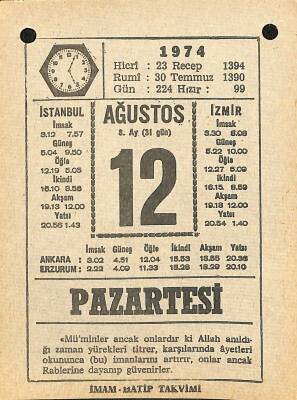 1974
Hicrî : 23 Recep 1394
Rumî : 30 Temmuz 1390
Gün : 224 Hızır : 99
İSTANBUL
İmsak
3.12 7.57
Güneş
5.04 9.50
Öğle
12.19 5.05
İkindi
16.10 8.56
Akşam
19.13 12.00
Yatsı
20.56 1.43
AĞUSTOS
8. Ay (31 gün)
12
İZMİR
İmsak
3.30 8.08
Güneş
5.22 10.00
Öğle
12.27 5.09
İkindi
16.15 8.59
Akşam
19.18 12.00
Yatsı
20.54 1.40
İmsak Güneş Öğle İkindi Akşam Yatsı
ANKARA : 3.02 4.51 12.04 15.53 18.55 20.36
ERZURUM : 2.22 4.09 11.33 15.28 18.29 20.10
PAZARTESİ
«Mü'minler ancak onlardır ki Allah anıldı-
ğı zaman yürekleri titrer, karşılarında âyetleri
okununca (bu) imanlarını artırır, onlar ancak
Rablerine dayanıp güvenirler.
İMAM-HATİP TAKVİMİ